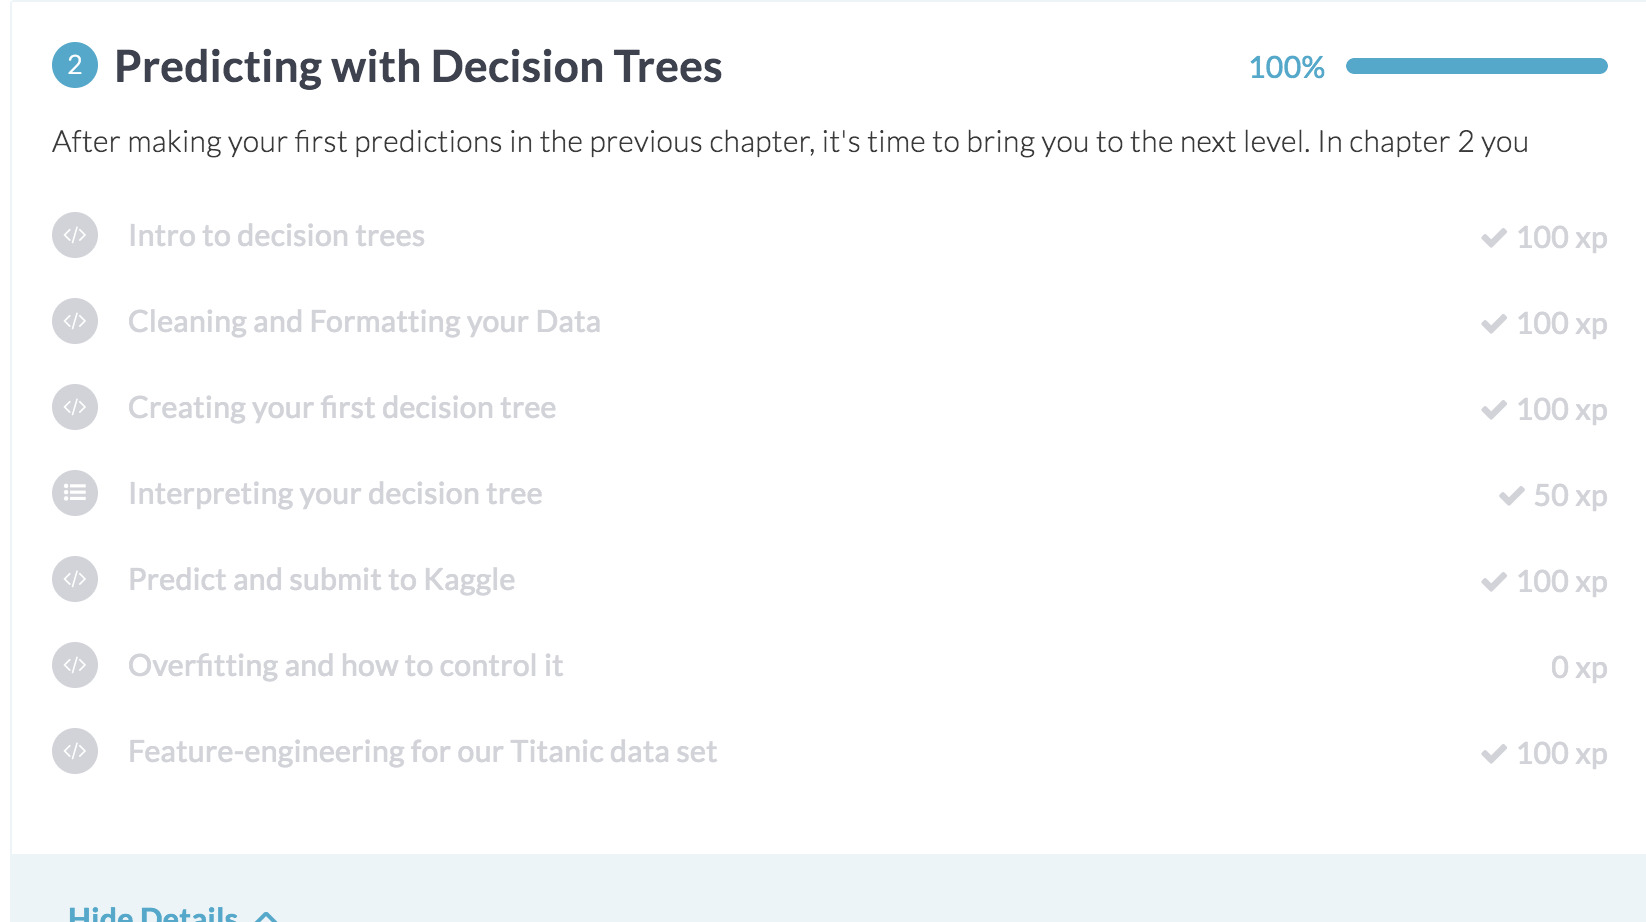 2 Predicting with Decision Trees 100%
After making your first predictions in the previous chapter, it's time to bring you to the next level. In chapter 2 you
</> Intro to decision trees 100 xp
</> Cleaning and Formatting your Data 100 xp
</> Creating your first decision tree 100 xp
Interpreting your decision tree 50 xp
</> Predict and submit to Kaggle 100 xp
</> Overfitting and how to control it 0 xp
</> Feature-engineering for our Titanic data set 100 xp
Hide Details